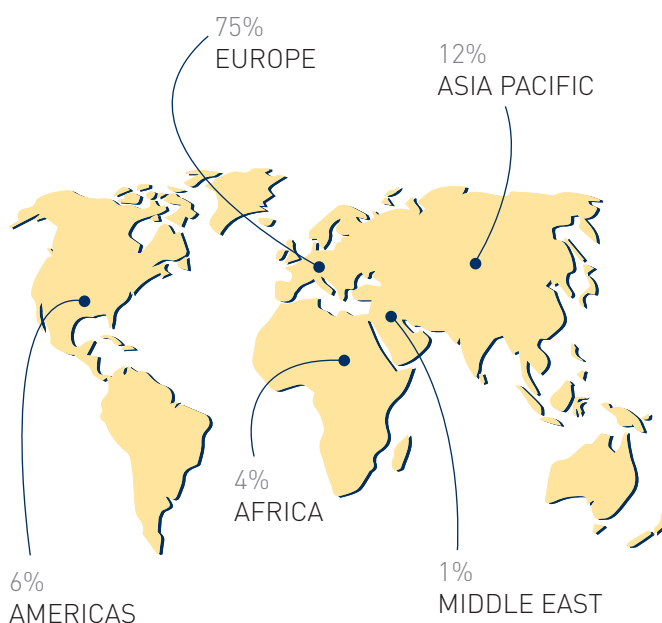 75%
EUROPE
12%
ASIA PACIFIC
4%
AFRICA
6%
AMERICAS
1%
MIDDLE EAST